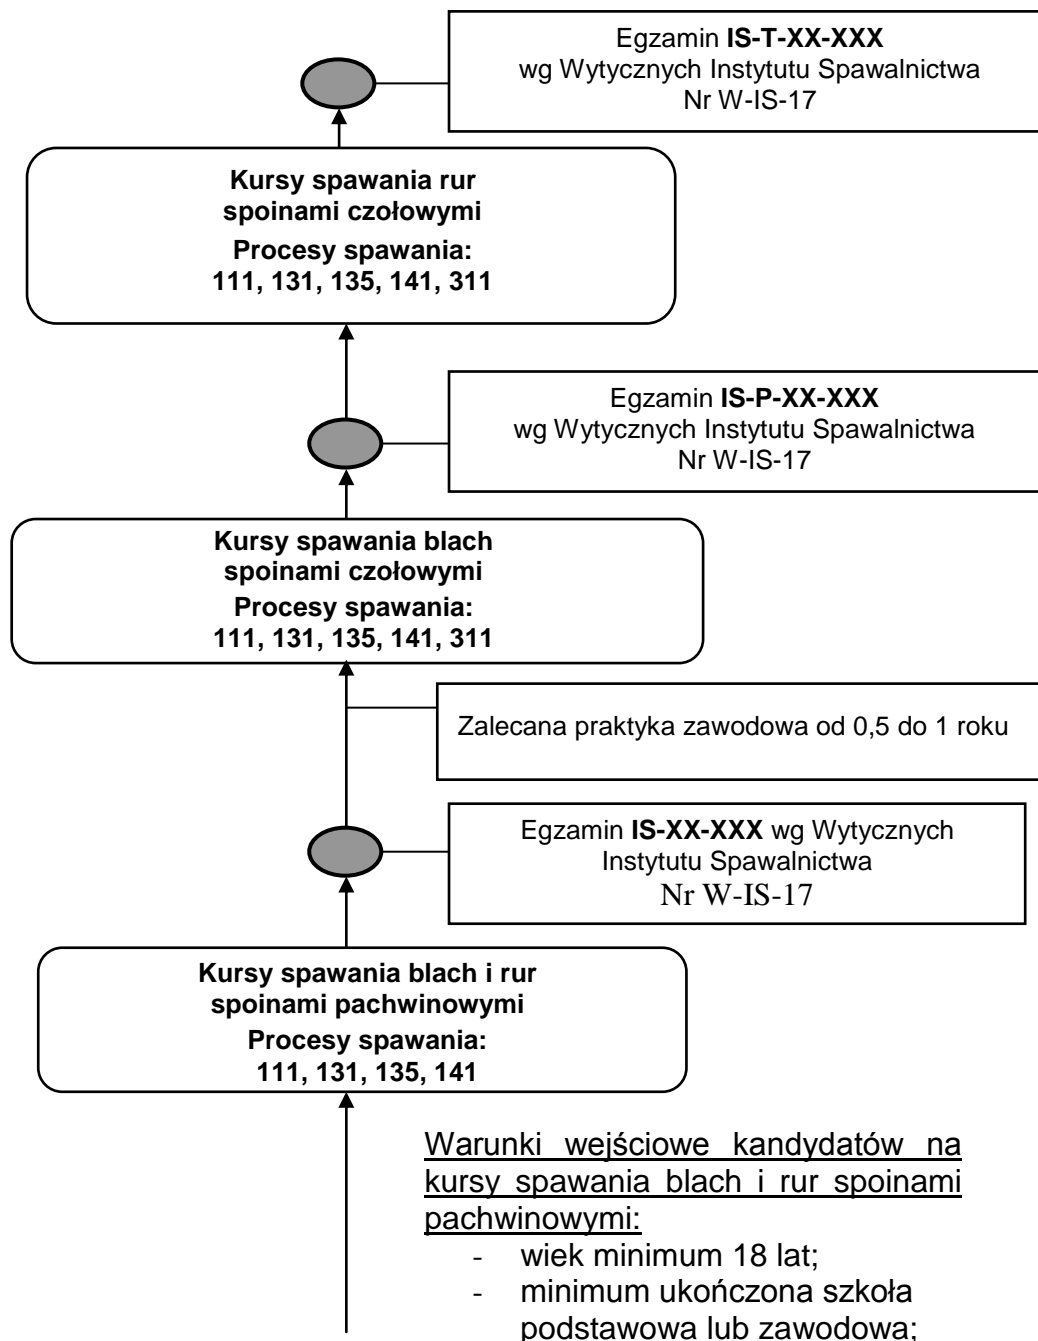 Egzamin IS-T-XX-XXX
wg Wytycznych Instytutu Spawalnictwa
Nr W-IS-17
Kursy spawania rur
spoinami czołowymi
Procesy spawania:
111, 131, 135, 141, 311
Egzamin IS-P-XX-XXX
wg Wytycznych Instytutu Spawalnictwa
Nr W-IS-17
Kursy spawania blach
spoinami czołowymi
Procesy spawania:
111, 131, 135, 141, 311
Zalecana praktyka zawodowa od 0,5 do 1 roku
Egzamin IS-XX-XXX wg Wytycznych
Instytutu Spawalnictwa
Nr W-IS-17
Kursy spawania blach i rur
spoinami pachwinowymi
Procesy spawania:
111, 131, 135, 141
Warunki wejściowe kandydatów na
kursy spawania blach i rur spoinami
pachwinowymi:
- wiek minimum 18 lat;
- minimum ukończona szkoła
podstawowa lub zawodowa;